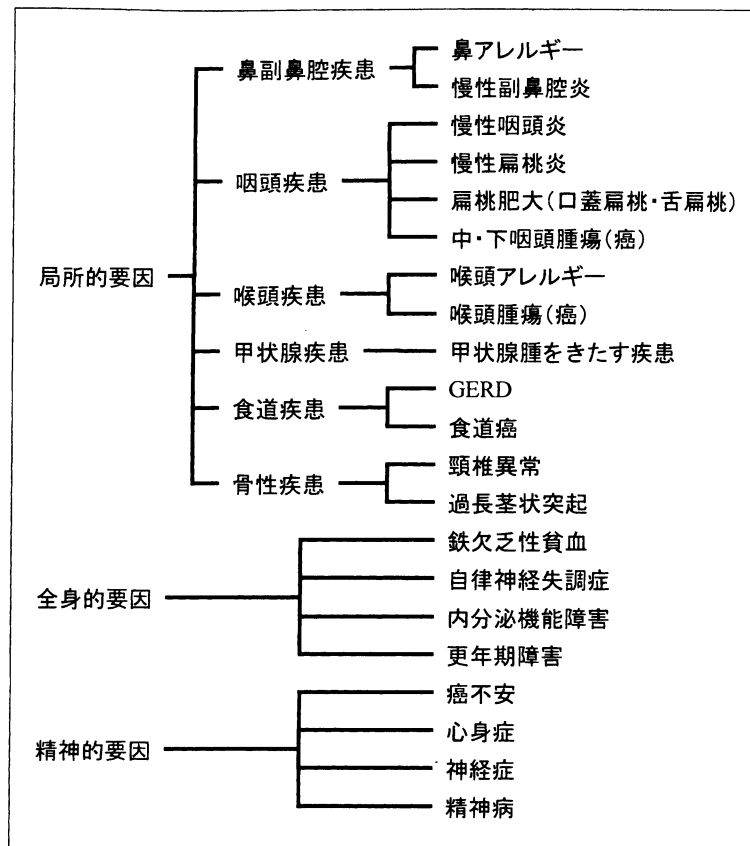 鼻アレルギー
鼻副鼻腔疾患
慢性副鼻腔炎
慢性咽頭炎
慢性扁桃炎
咽頭疾患
扁桃肥大(口蓋扁桃・舌扁桃)
中・下咽頭腫瘍(癌)
局所的要因
喉頭アレルギー
喉頭疾患
喉頭腫瘍(癌)
甲状腺疾患
甲状腺腫をきたす疾患
GERD
食道疾患
食道癌
頸椎異常
骨性疾患
過長茎状突起
鉄欠乏性貧血
自律神経失調症
全身的要因
内分泌機能障害
更年期障害
癌不安
心身症
精神的要因
神経症
精神病